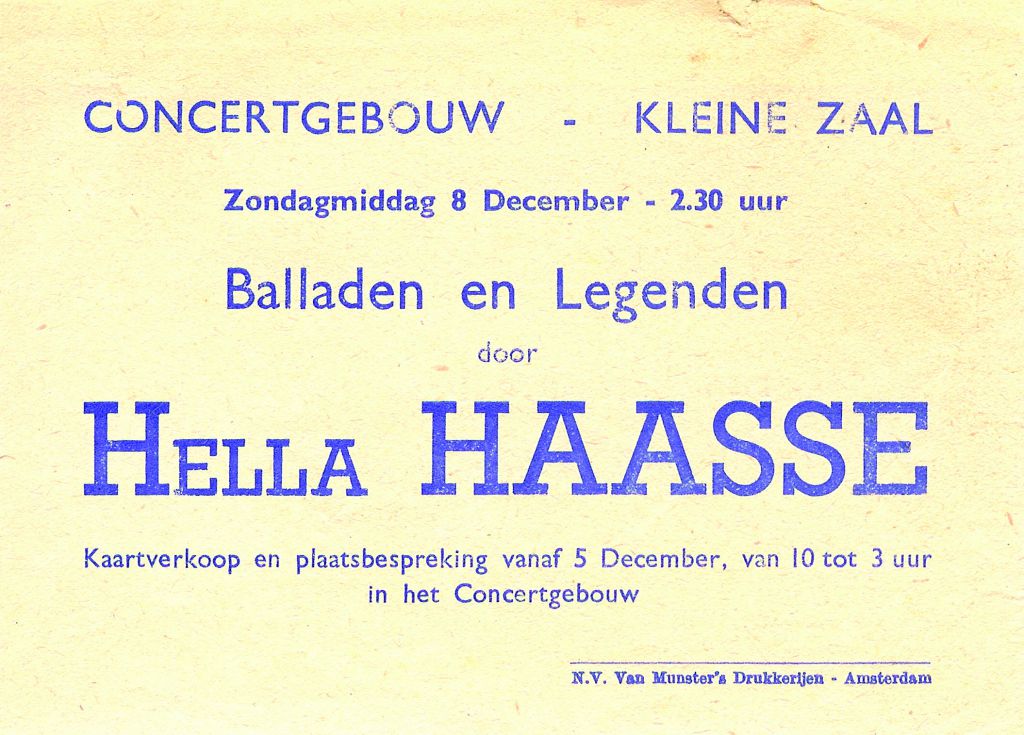 CONCERTGEBOUW - KLEINE ZAAL
Zondagmiddag 8 December - 2.30 uur
Balladen en Legenden
door
HELLA HAASSE
Kaartverkoop en plaatsbespreking vanaf 5 December, van 10 tot 3 uur
in het Concertgebouw
N.V. Van Munster's Drukkerijen - Amsterdam